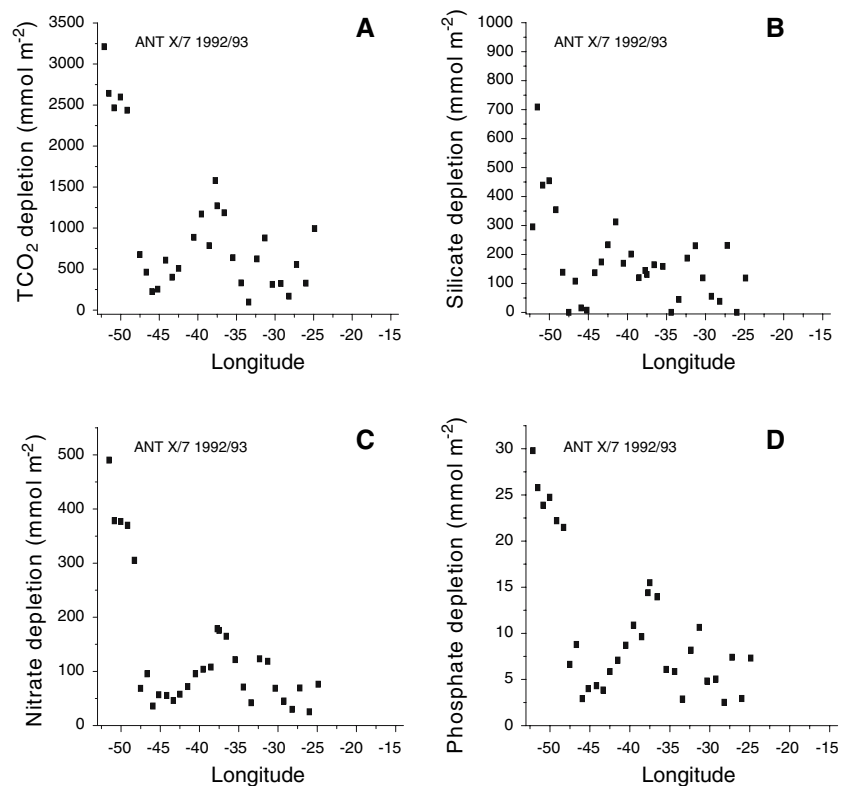 A
ANT X/7 1992/93
TCO2 depletion (mmol m-2)
3500
3000
2500
2000
1500
1000
500
0
-50 -45 -40 -35 -30 -25 -20 -15
Longitude
B
ANT X/7 1992/93
Silicate depletion (mmol m-2)
1000
900
800
700
600
500
400
300
200
100
0
-50 -45 -40 -35 -30 -25 -20 -15
Longitude
C
ANT X/7 1992/93
Nitrate depletion (mmol m-2)
500
400
300
200
100
0
-50 -45 -40 -35 -30 -25 -20 -15
Longitude
D
ANT X/7 1992/93
Phosphate depletion (mmol m-2)
30
25
20
15
10
5
0
-50 -45 -40 -35 -30 -25 -20 -15
Longitude